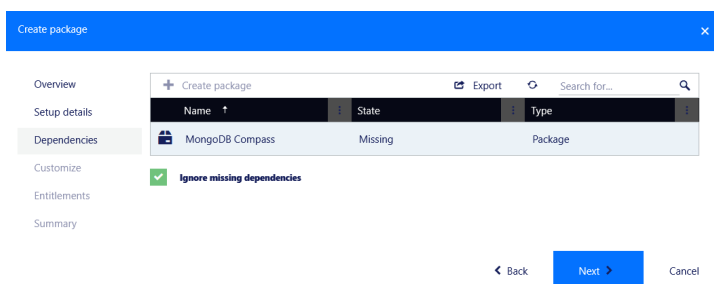 Create package
Overview
Setup details
Dependencies
Customize
Entitlements
Summary
Create package Export Search for...
Name State Type
MongoDB Compass Missing Package
Ignore missing dependencies
Back Next Cancel